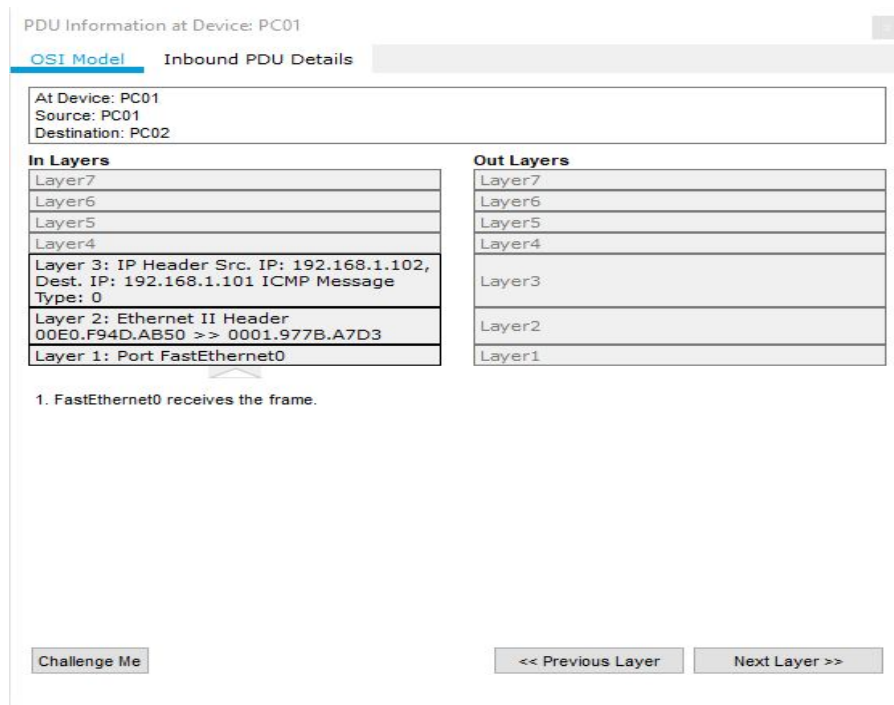 PDU Information at Device: PC01
OSI Model Inbound PDU Details
At Device: PC01
Source: PC01
Destination: PC02
In Layers
Layer7
Layer6
Layer5
Layer4
Layer 3: IP Header Src. IP: 192.168.1.102,
Dest. IP: 192.168.1.101 ICMP Message
Type: 0
Layer 2: Ethernet II Header
00E0.F94D.AB50 >> 0001.977B.A7D3
Layer 1: Port FastEthernet0
Out Layers
Layer7
Layer6
Layer5
Layer4
Layer3
Layer2
Layer1
1. FastEthernet0 receives the frame.
Challenge Me
<< Previous Layer
Next Layer >>